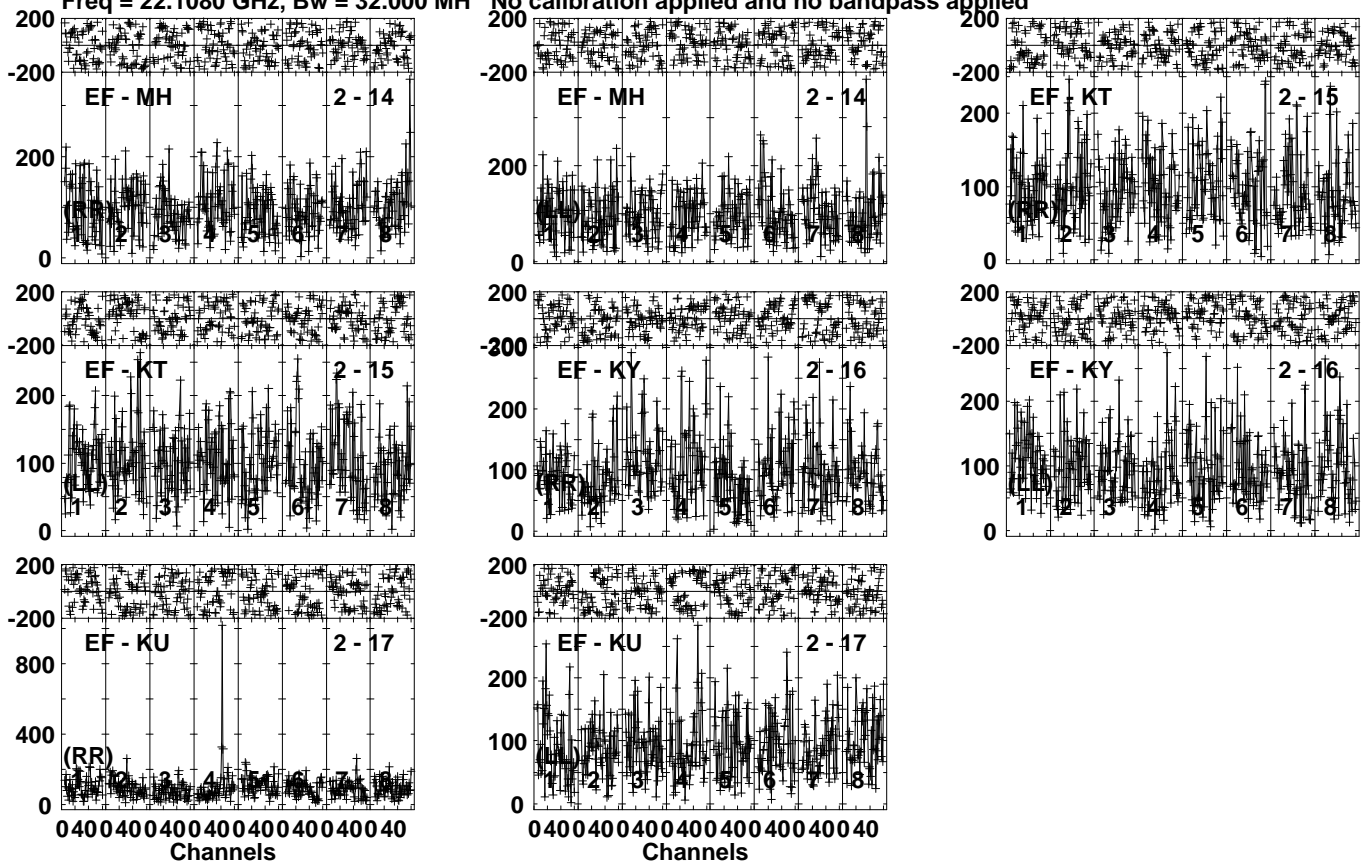 Freq = 22.1080 GHz, Bw = 32.000 MH No calibration applied and no bandpass applied
200
-200
EF - MH 2 - 14
200
(RR)
1 2 3 4 5 6 7 8
0
200
-200
EF - MH 2 - 14
200
(LL)
1 2 3 4 5 6 7 8
0
200
-200
EF - KT 2 - 15
200
100
(RR)
1 2 3 4 5 6 7 8
0
200
-200
EF - KT 2 - 15
200
100
(LL)
1 2 3 4 5 6 7 8
0
200
-200
300
EF - KY 2 - 16
200
100
(RR)
1 2 3 4 5 6 7 8
0
200
-200
EF - KY 2 - 16
200
100
(LL)
1 2 3 4 5 6 7 8
0
200
-200
EF - KU 2 - 17
800
400
(RR)
1 2 3 4 5 6 7 8
0
0 40 0 40 0 40 0 40 0 40 0 40 0 40 0 40
Channels
200
-200
EF - KU 2 - 17
200
100
(LL)
1 2 3 4 5 6 7 8
0
0 40 0 40 0 40 0 40 0 40 0 40 0 40 0 40
Channels